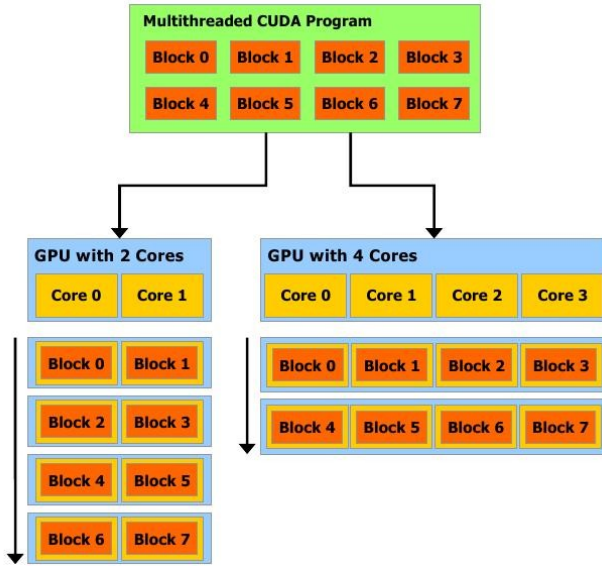 Multithreaded CUDA Program
Block 0 Block 1 Block 2 Block 3
Block 4 Block 5 Block 6 Block 7
GPU with 2 Cores
Core 0 Core 1
Block 0 Block 1
Block 2 Block 3
Block 4 Block 5
Block 6 Block 7
GPU with 4 Cores
Core 0 Core 1 Core 2 Core 3
Block 0 Block 1 Block 2 Block 3
Block 4 Block 5 Block 6 Block 7